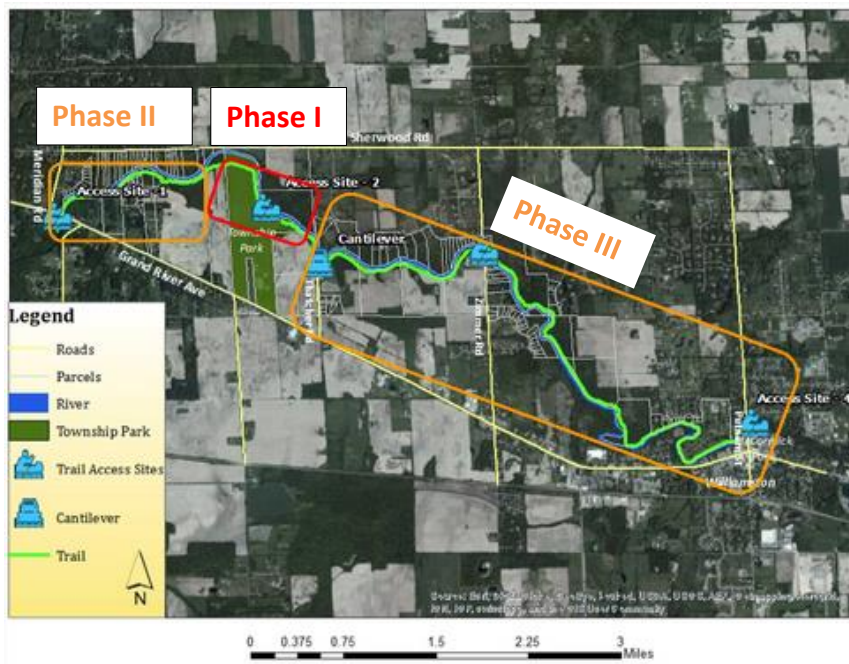 Phase II
Phase I
Sherwood Rd
Meridian Rd
Access Site - 1
Access Site - 2
Township
Park
Cantilever
Phase III
Grand River Ave
Zimmer Rd
Access Site - 4
Williamston
Legend
Roads
Parcels
River
Township Park
Trail Access Sites
Cantilever
Trail
N
0 0.375 0.75 1.5 2.25 3
Miles